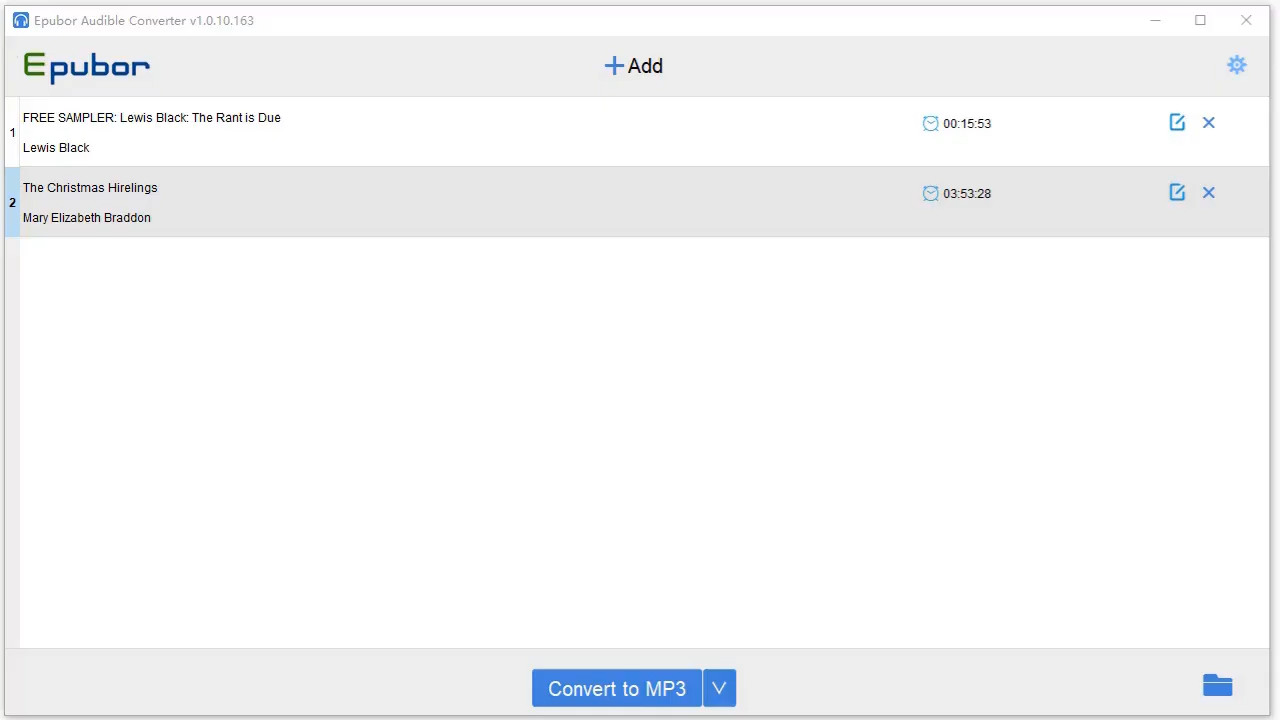 Epubor Audible Converter v1.0.10.163
Epubor
Add
1
FREE SAMPLER: Lewis Black: The Rant is Due
00:15:53
Lewis Black
2
The Christmas Hirelings
03:53:28
Mary Elizabeth Braddon
Convert to MP3